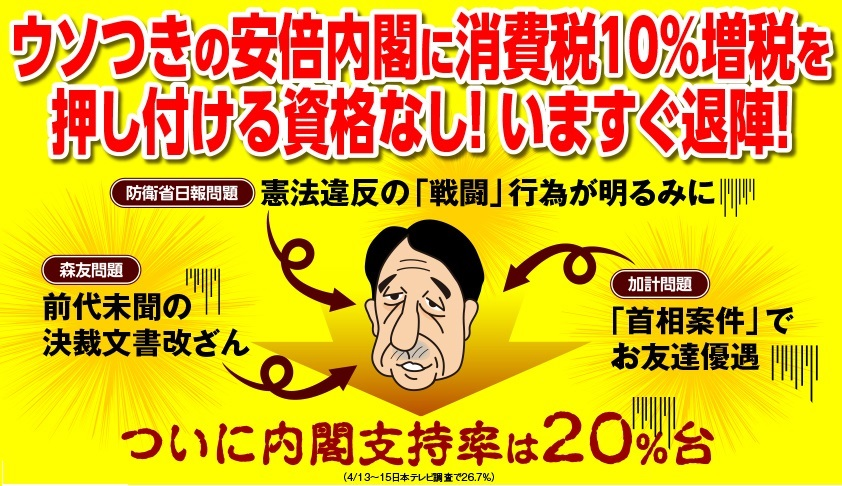 ウソつきの安倍内閣に消費税10%増税を
押し付ける資格なし！いますぐ退陣！
防衛省日報問題
憲法違反の「戦闘」行為が明るみに
森友問題
前代未聞の
決裁文書改ざん
加計問題
「首相案件」で
お友達優遇
ついに内閣支持率は20%台
（4/13〜15日本テレビ調査で26.7%）